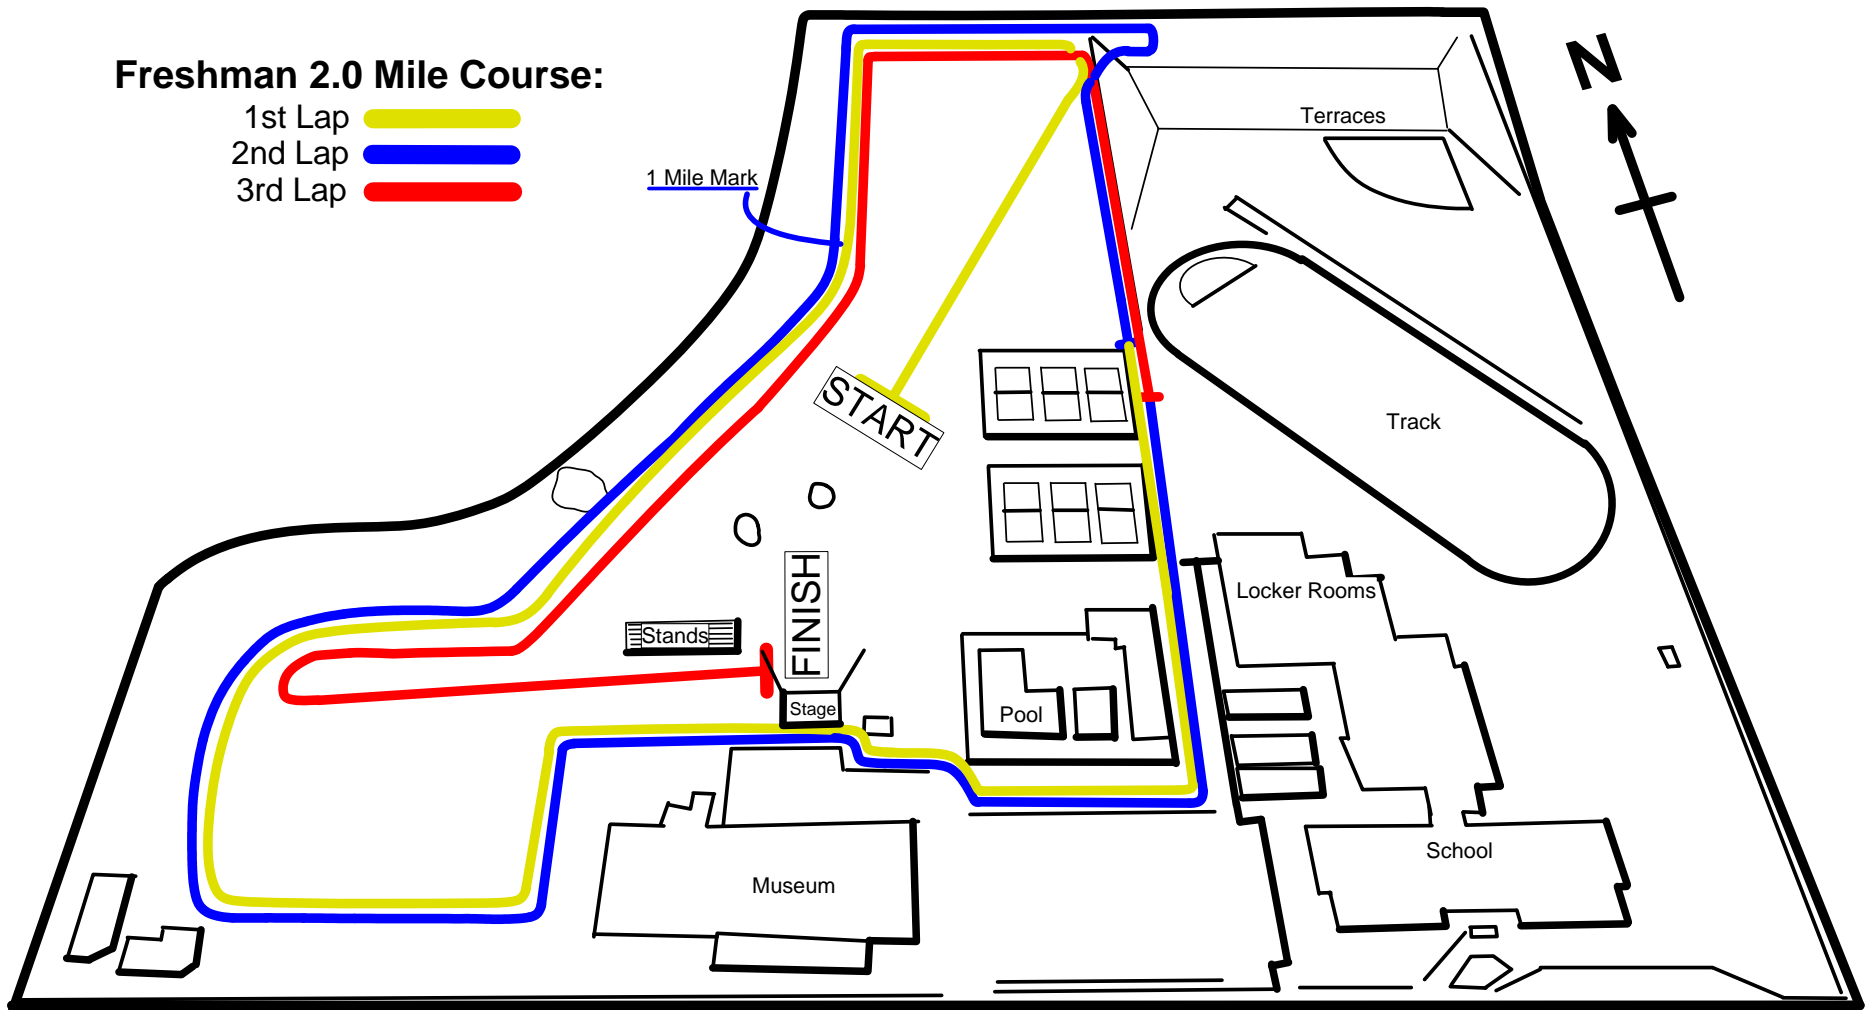 Freshman 2.0 Mile Course:
1st Lap
2nd Lap
3rd Lap
1 Mile Mark
N
Terraces
START
Track
FINISH
Stands
Locker Rooms
Stage
Pool
School
Museum